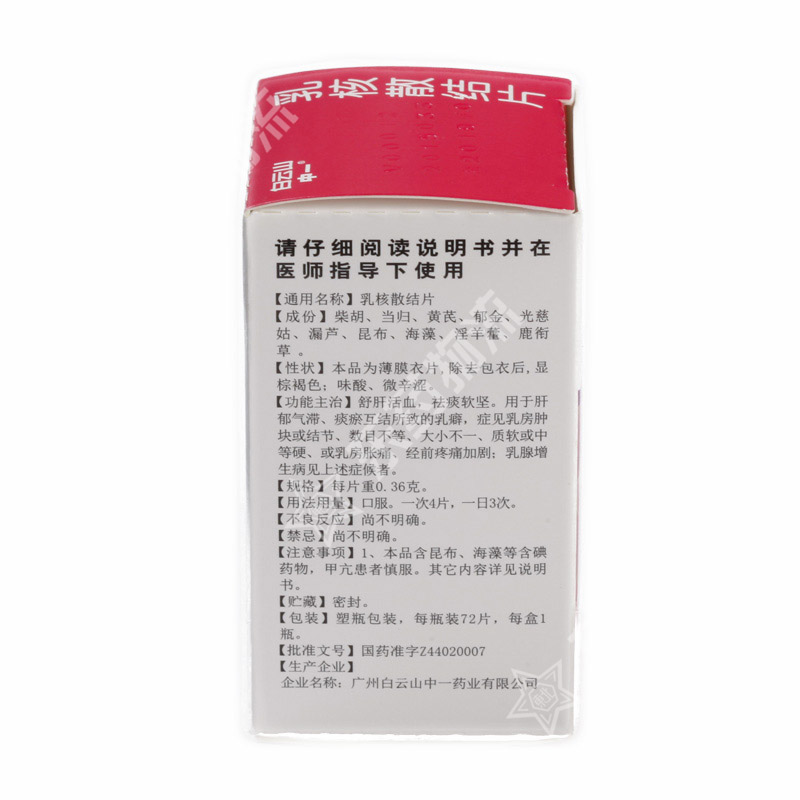 乳核散结片
白云山
中一®
请仔细阅读说明书并在
医师指导下使用
【通用名称】乳核散结片
【成份】柴胡、当归、黄芪、郁金、光慈
姑、漏芦、昆布、海藻、淫羊藿、鹿衔
草。
【性状】本品为薄膜衣片,除去包衣后,显
棕褐色；味酸、微辛涩。
【功能主治】舒肝活血，祛痰软坚。用于肝
郁气滞、痰瘀互结所致的乳癖，症见乳房肿
块或结节、数目不等、大小不一、质软或中
等硬、或乳房胀痛、经前疼痛加剧；乳腺增
生病见上述症候者。
【规格】每片重0.36克。
【用法用量】口服。一次4片，一日3次。
【不良反应】尚不明确。
【禁忌】尚不明确。
【注意事项】1、本品含昆布、海藻等含碘
药物，甲亢患者慎服。其它内容详见说明
书。
【贮藏】密封。
【包装】塑瓶包装，每瓶装72片，每盒1
瓶。
【批准文号】国药准字Z44020007
【生产企业】
企业名称：广州白云山中一药业有限公司